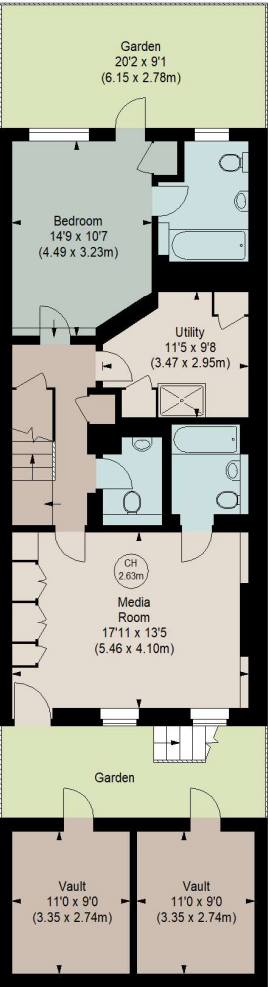 Garden
20'2 x 9'1
(6.15 x 2.78m)
Bedroom
14'9 x 10'7
(4.49 x 3.23m)
Utility
11'5 x 9'8
(3.47 x 2.95m)
CH
2.63m
Media
Room
17'11 x 13'5
(5.46 x 4.10m)
Garden
Vault
11'0 x 9'0
(3.35 x 2.74m)
Vault
11'0 x 9'0
(3.35 x 2.74m)